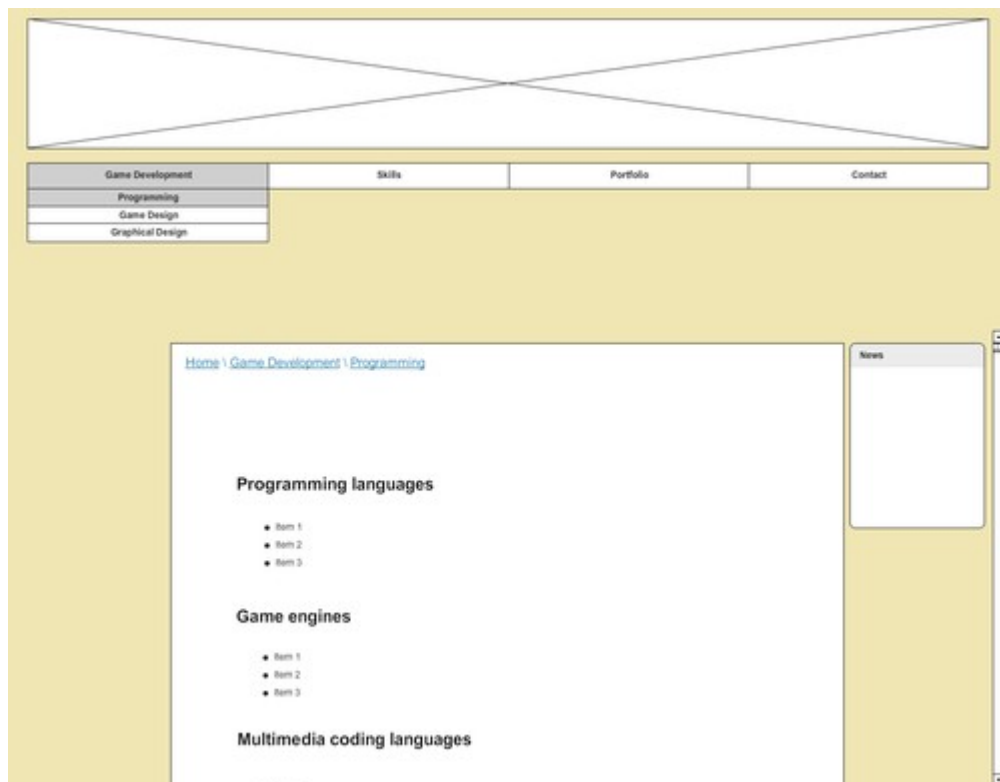 Game Development Skills Portfolio Contact
Programming
Game Design
Graphical Design
Home \ Game Development \ Programming
News
Programming languages
Item 1
Item 2
Item 3
Game engines
Item 1
Item 2
Item 3
Multimedia coding languages